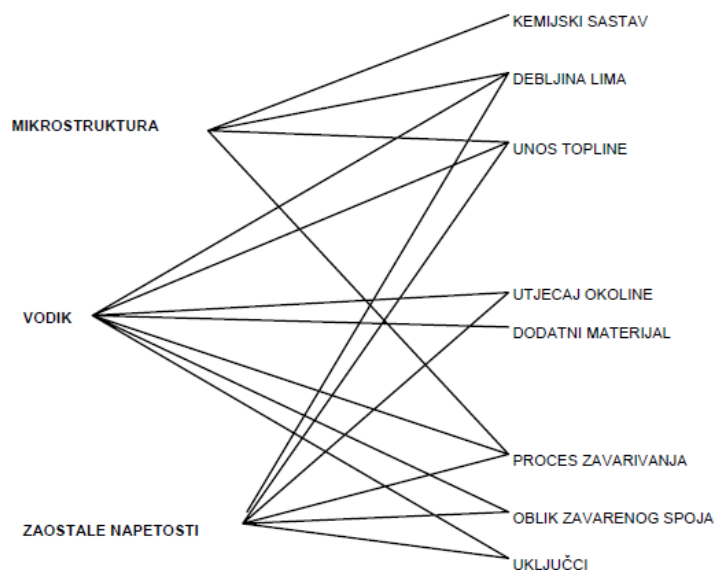 KEMIJSKI SASTAV
DEBLJINA LIMA
MIKROSTRUKTURA
UNOS TOPLINE
UTJECAJ OKOLINE
VODIK
DODATNI MATERIJAL
PROCES ZAVARIVANJA
OBLIK ZAVARENOG SPOJA
ZAOSTALE NAPETOSTI
UKLJUČCI